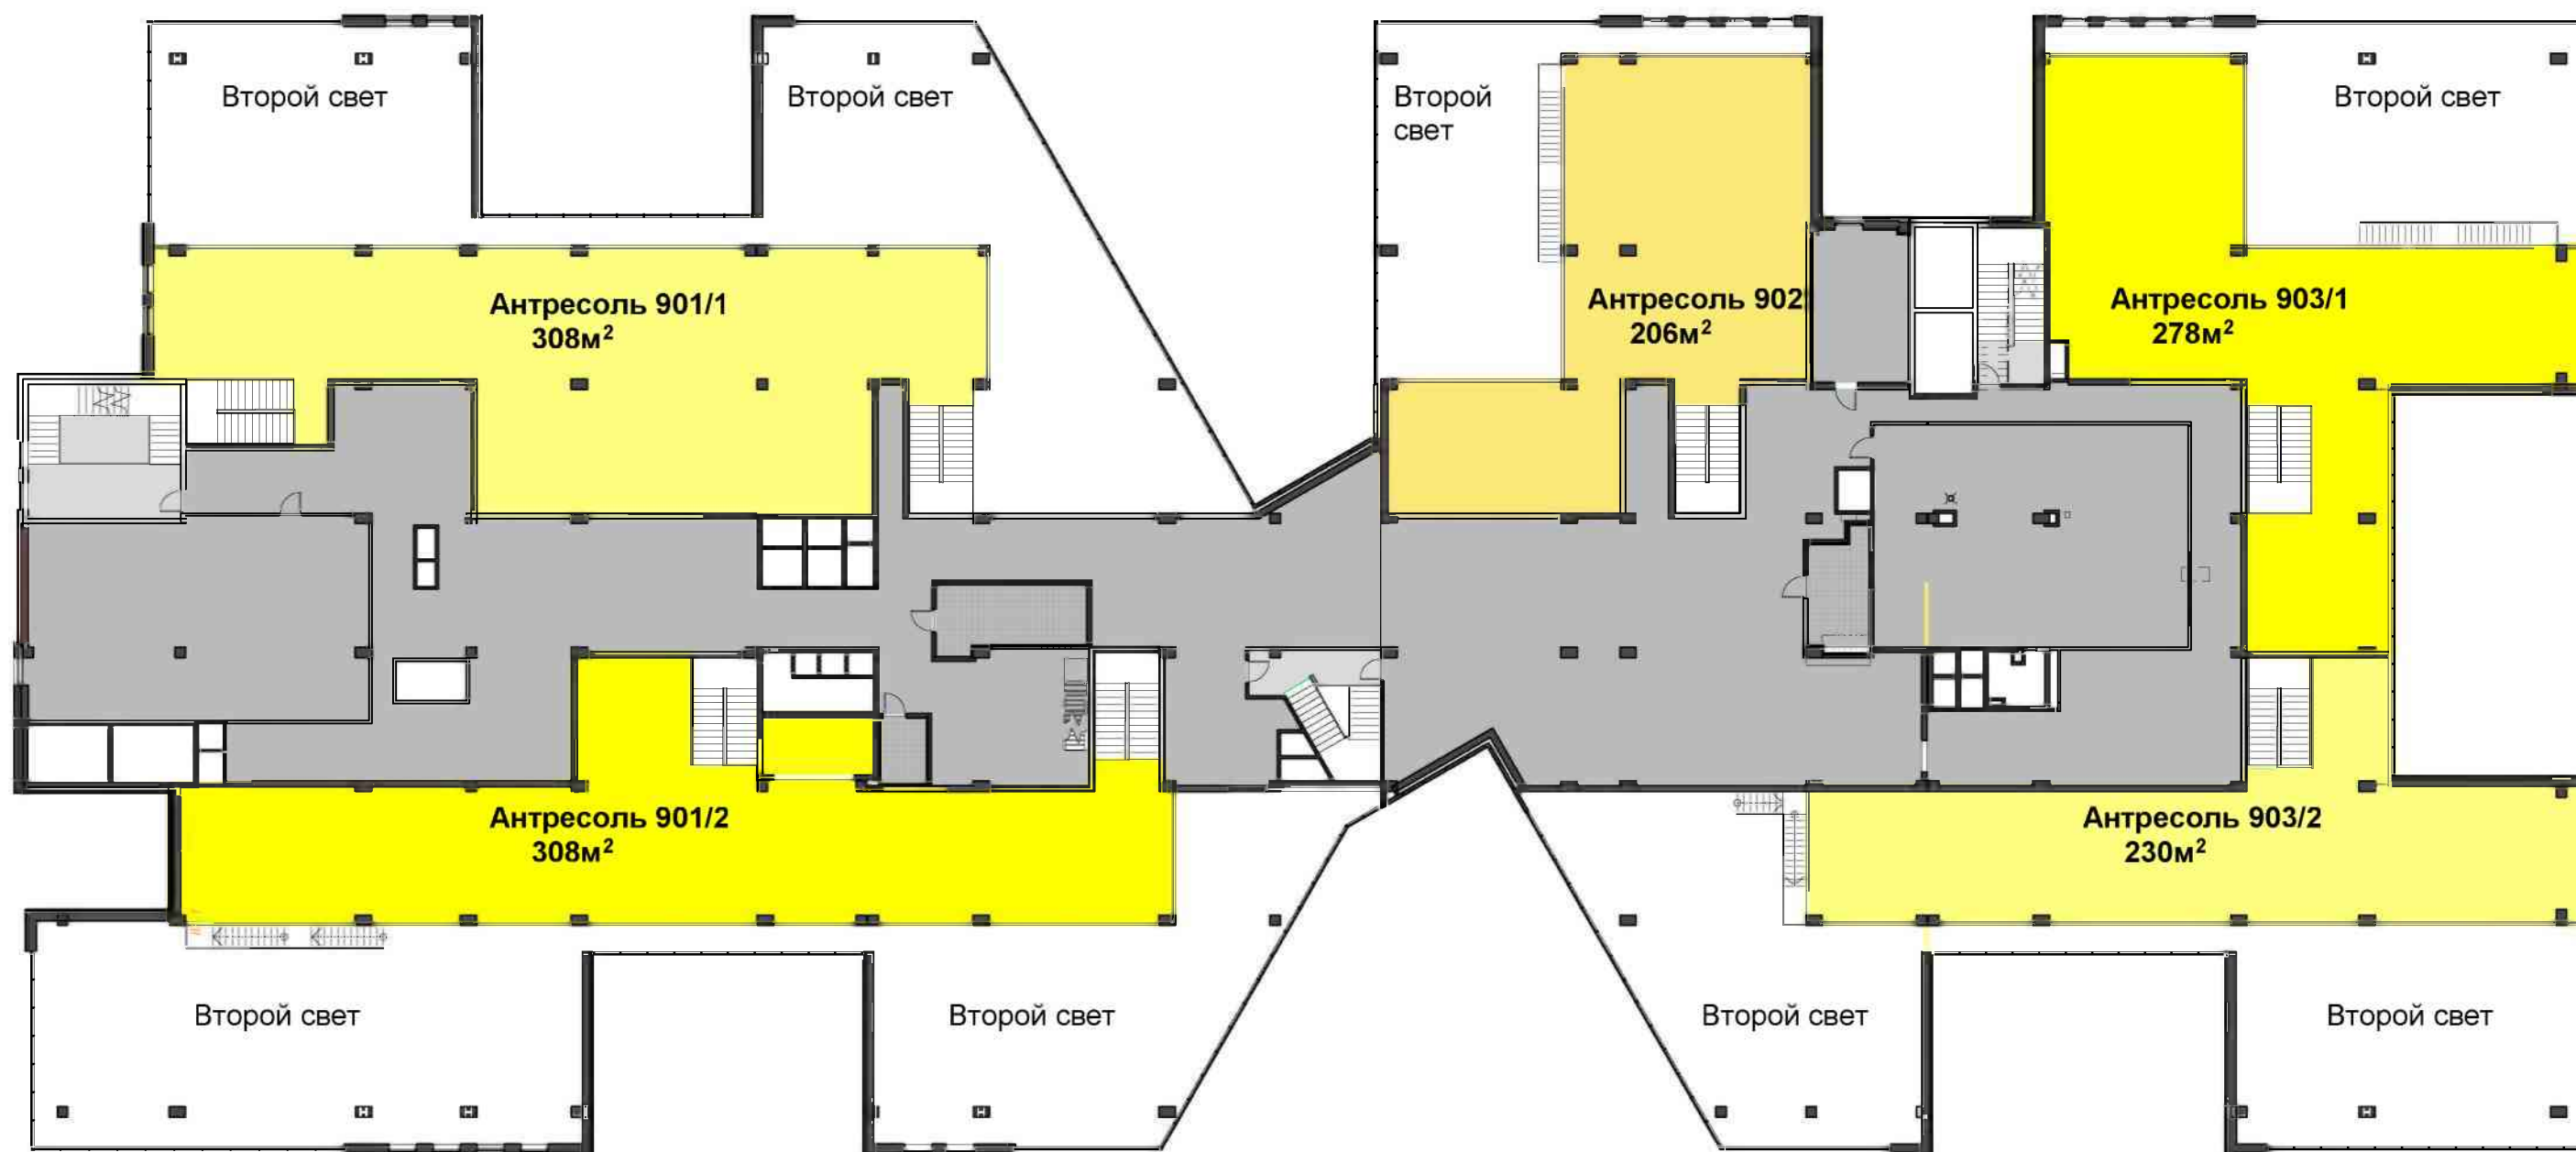 Второй свет
Второй свет
Второй
свет
Второй свет
Антресоль 901/1
308м²
Антресоль 902
206м²
Антресоль 903/1
278м²
Антресоль 901/2
308м²
Антресоль 903/2
230м²
Второй свет
Второй свет
Второй свет
Второй свет